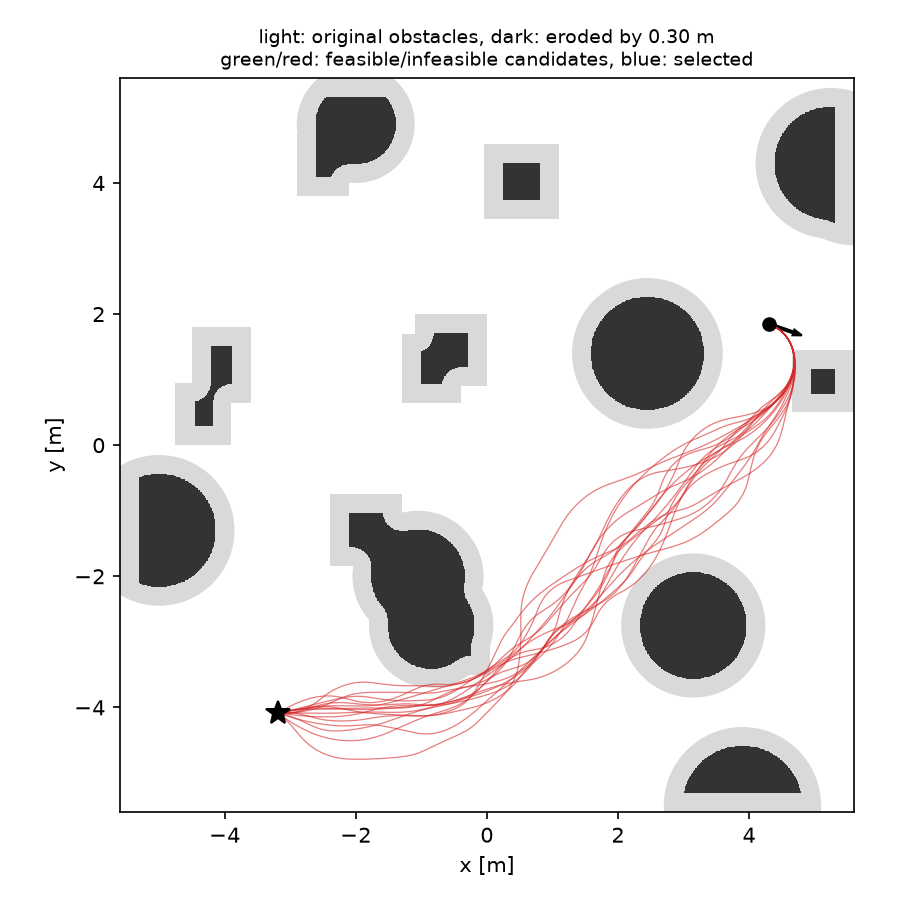 light: original obstacles, dark: eroded by 0.30 m
green/red: feasible/infeasible candidates, blue: selected
4
2
0
−2
−4
y [m]
−4 −2 0 2 4
x [m]